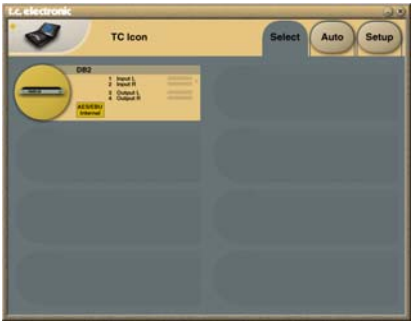 t.c. electronic
TC Icon
Select
Auto
Setup
DB2
1 Input L
2 Input R
3 Output L
4 Output R
AES/EBU
Internal